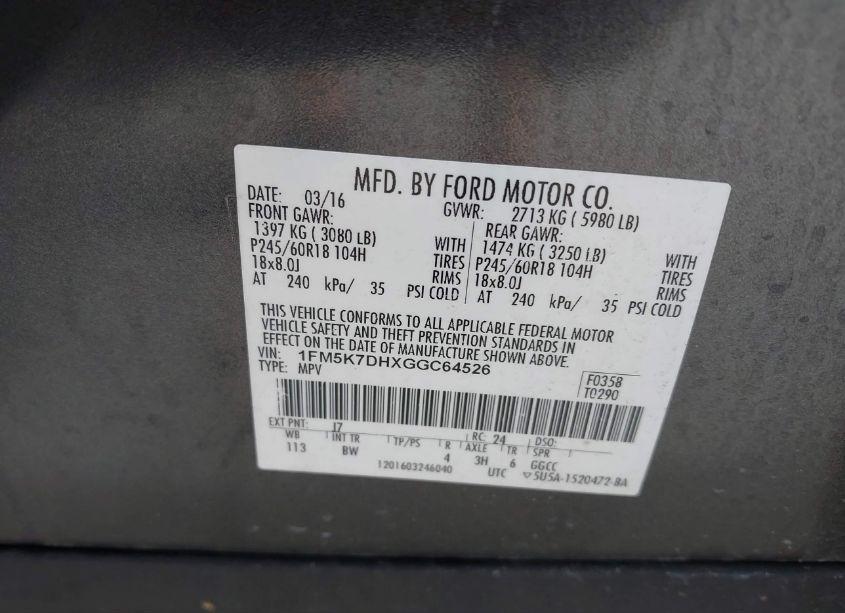 MFD. BY FORD MOTOR CO.
DATE: 03/16 GVWR: 2713 KG ( 5980 LB)
FRONT GAWR: REAR GAWR:
1397 KG ( 3080 LB) WITH 1474 KG ( 3250 LB) WITH
P245/60R18 104H TIRES P245/60R18 104H TIRES
18x8.0J RIMS 18x8.0J RIMS
AT 240 kPa/ 35 PSI COLD AT 240 kPa/ 35 PSI COLD
THIS VEHICLE CONFORMS TO ALL APPLICABLE FEDERAL MOTOR
VEHICLE SAFETY AND THEFT PREVENTION STANDARDS IN
EFFECT ON THE DATE OF MANUFACTURE SHOWN ABOVE.
VIN: 1FM5K7DHXGGC64526
TYPE: MPV
F0358
T0290
EXT PNT: J7 RC: 24 DSO:
WB INT TR TP/PS R AXLE TR SPR
113 BW 4 3H 6 GGCC
1201603246040 UTC ▽5U5A-1520472-BA